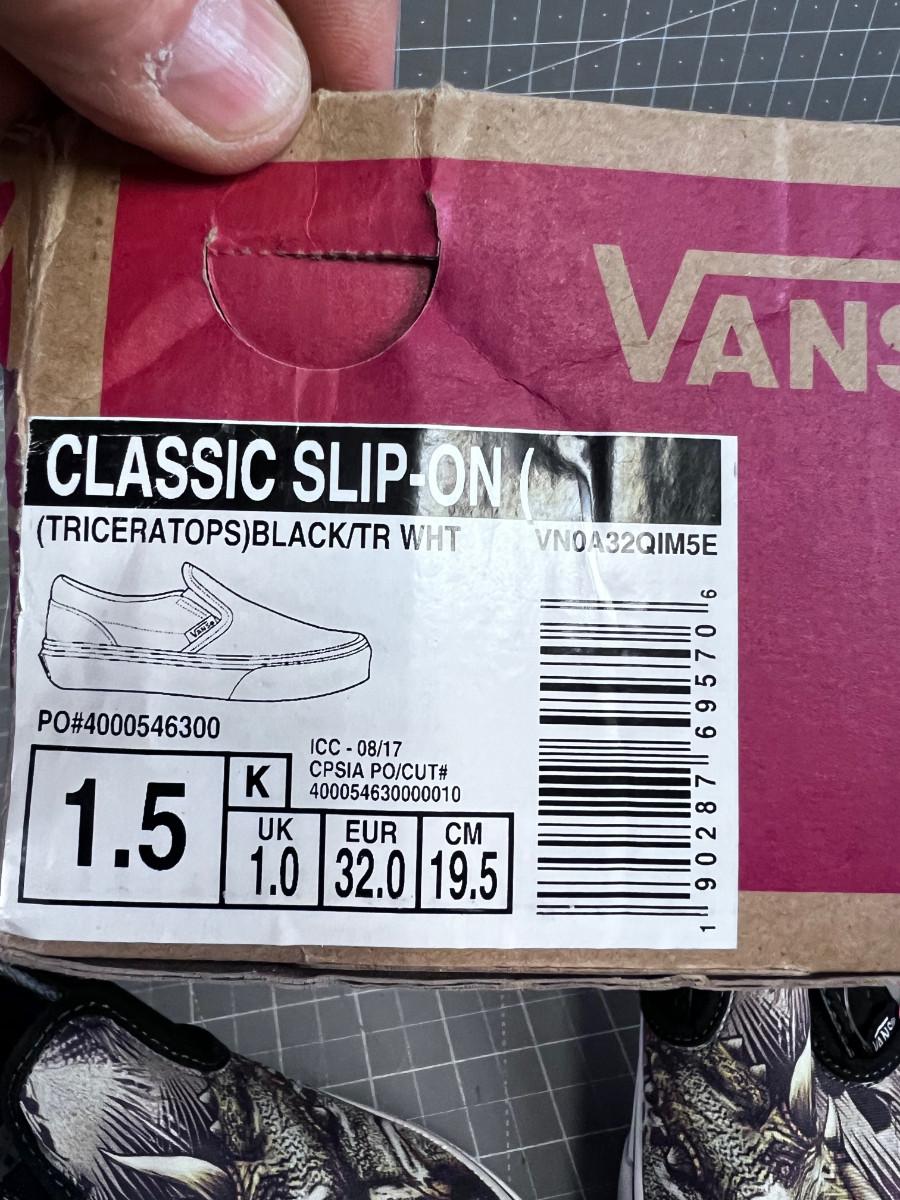 VANS
CLASSIC SLIP-ON (
(TRICERATOPS)BLACK/TR WHT VN0A32QIM5E
VANS
PO#4000546300
ICC - 08/17
CPSIA PO/CUT#
400054630000010
1.5 K
UK EUR CM
1.0 32.0 19.5
1 90287 69570 6
VANS